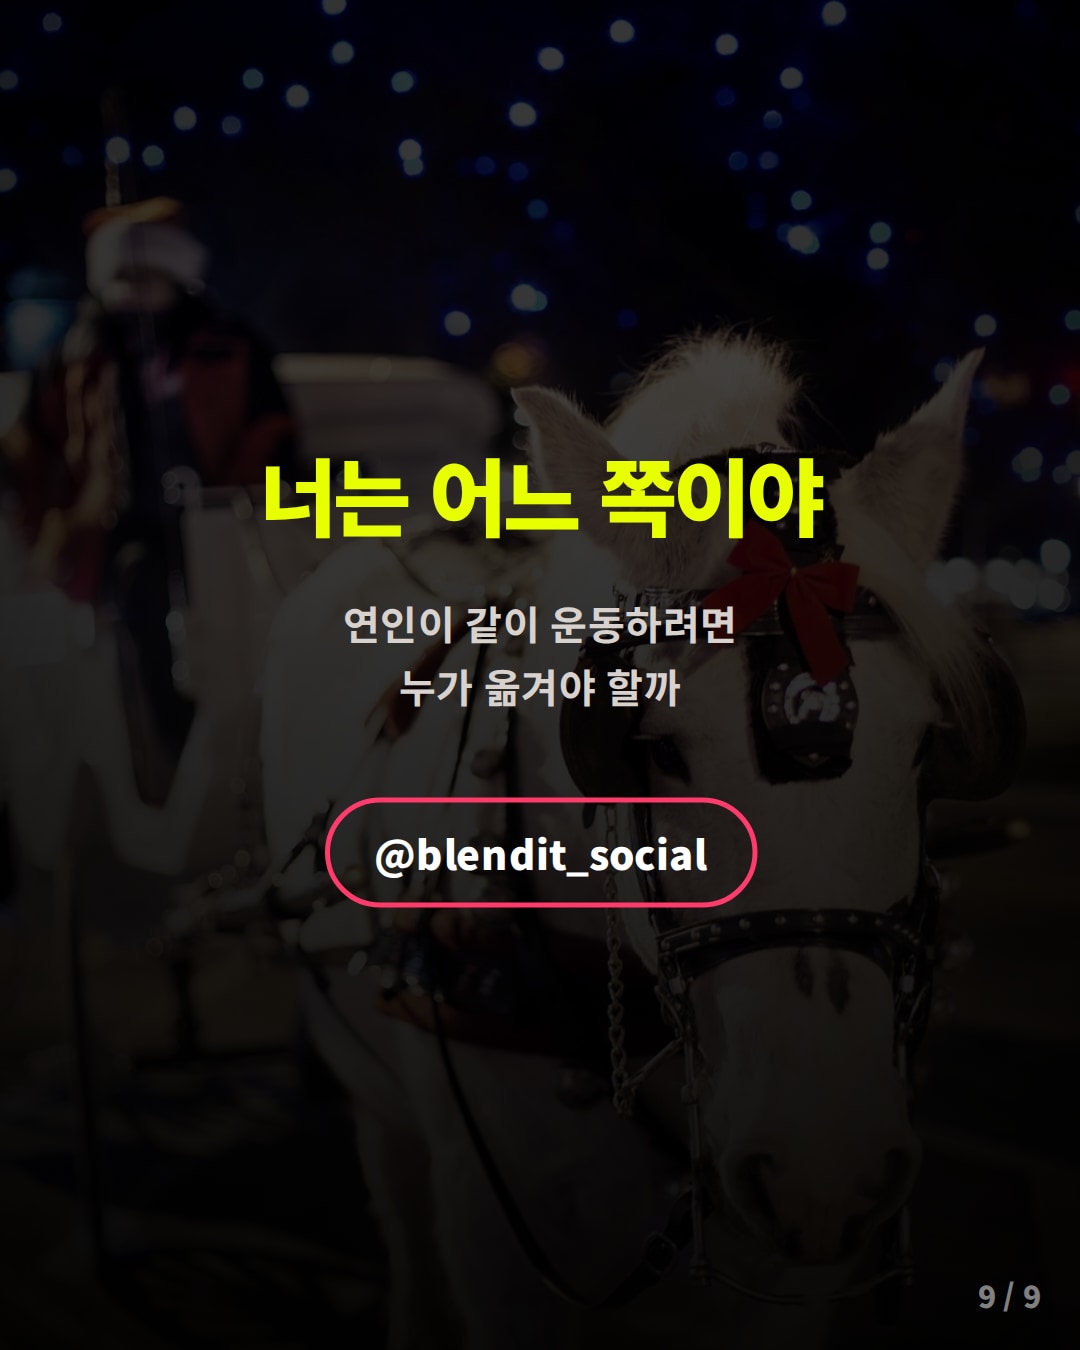 너는 어느 쪽이야
연인이 같이 운동하려면
누가 옮겨야 할까
@blendit_social
9 / 9